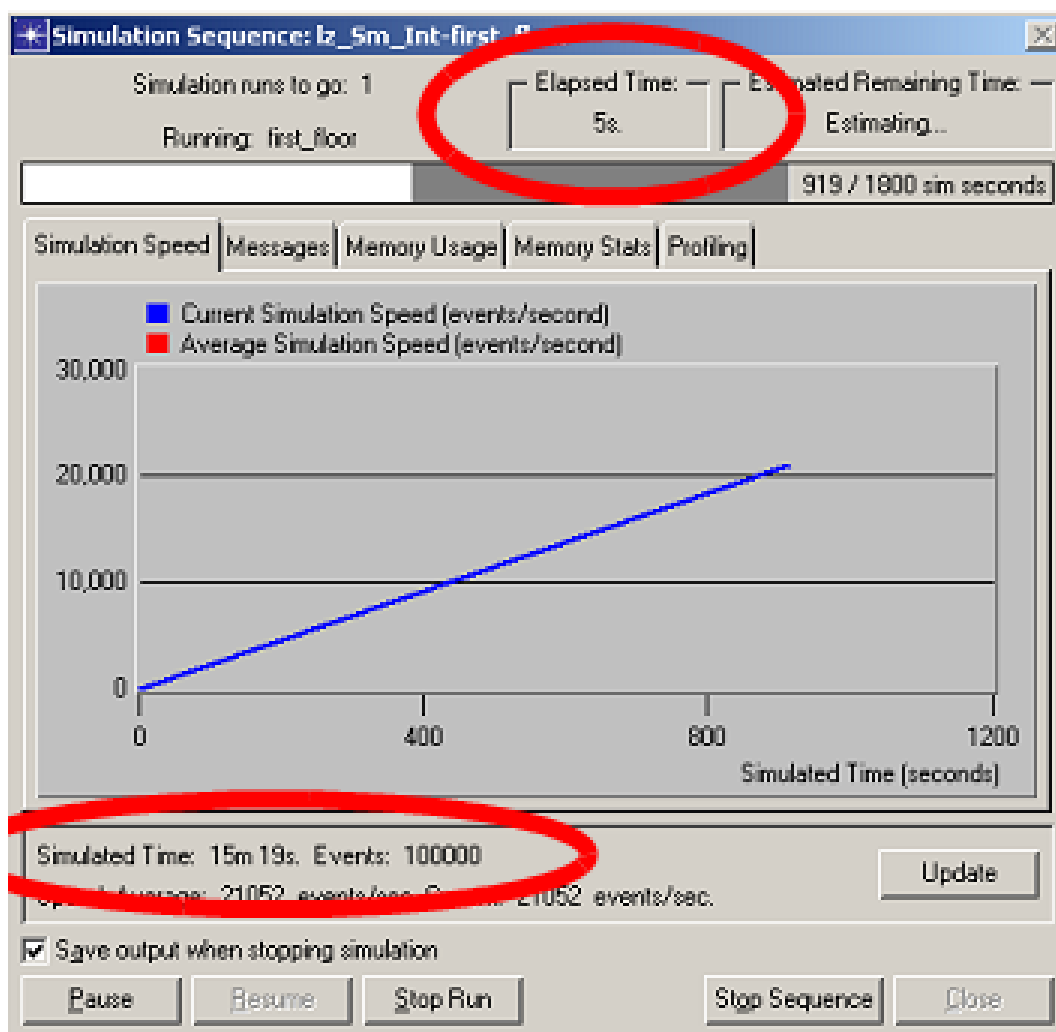 Simulation Sequence: lz_Sm_Int-first_
Simulation runs to go: 1
Running: first_floor
Elapsed Time:
5s.
Estimated Remaining Time:
Estimating...
919 / 1800 sim seconds
Simulation Speed Messages Memory Usage Memory Stats Profiling
Current Simulation Speed (events/second)
Average Simulation Speed (events/second)
30,000
20,000
10,000
0
0 400 800 1200
Simulated Time (seconds)
Simulated Time: 15m 19s. Events: 100000
Average: 21052 events/sec. 21052 events/sec.
Update
Save output when stopping simulation
Pause Resume Stop Run Stop Sequence Close